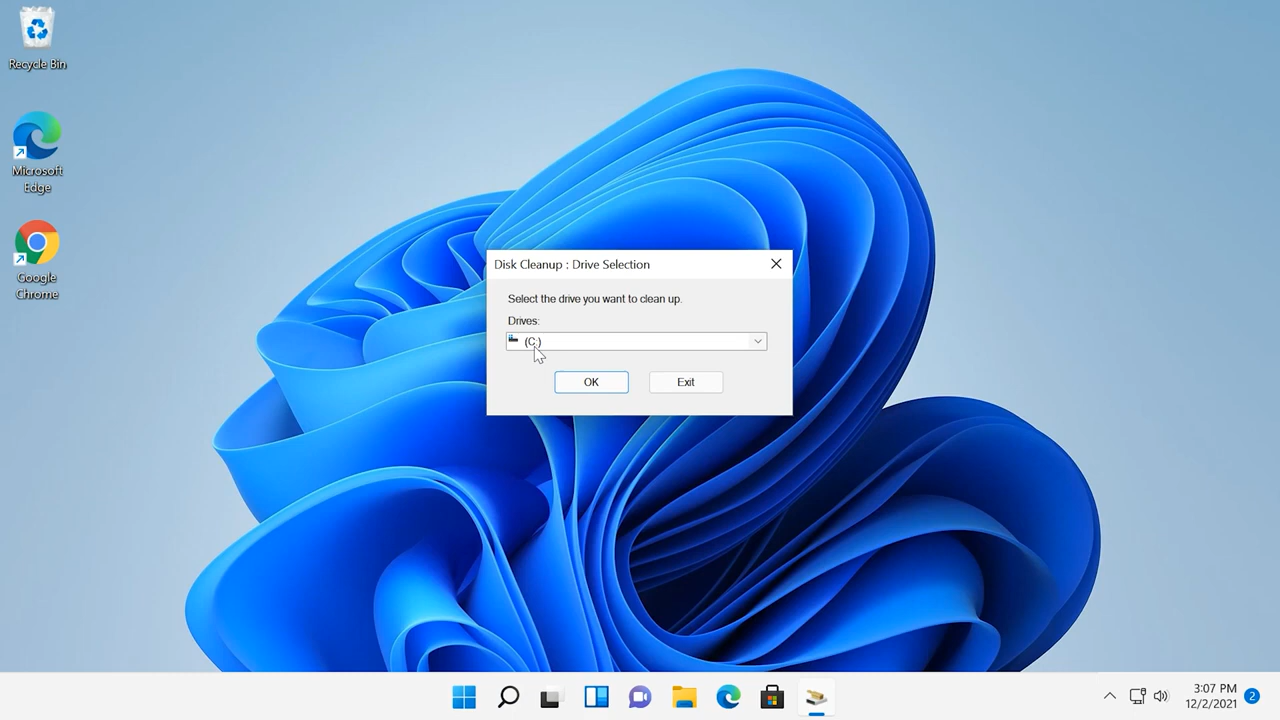 Recycle Bin
Microsoft
Edge
Google
Chrome
Disk Cleanup : Drive Selection
Select the drive you want to clean up.
Drives:
(C:)
OK
Exit
3:07 PM
12/2/2021
2